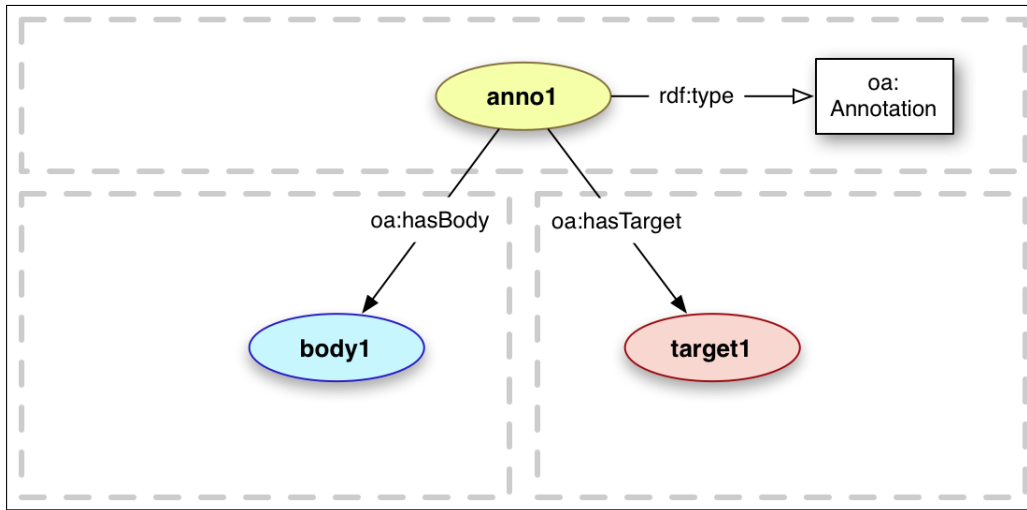 anno1
rdf:type
oa:
Annotation
oa:hasBody
oa:hasTarget
body1
target1